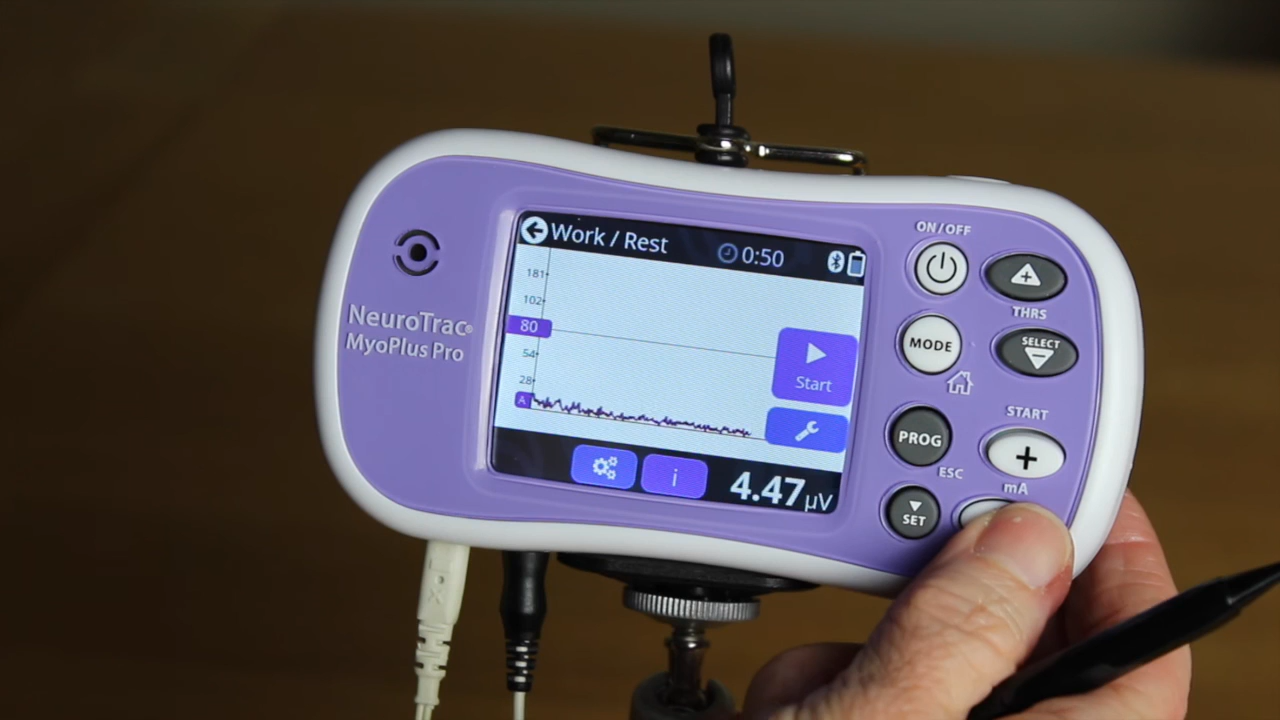 NeuroTrac®
MyoPlus Pro
Work / Rest
0:50
181
102
80
54
28
A
Start
i
4.47µV
ON/OFF
+
THRS
MODE
SELECT
START
PROG
+
ESC
mA
SET